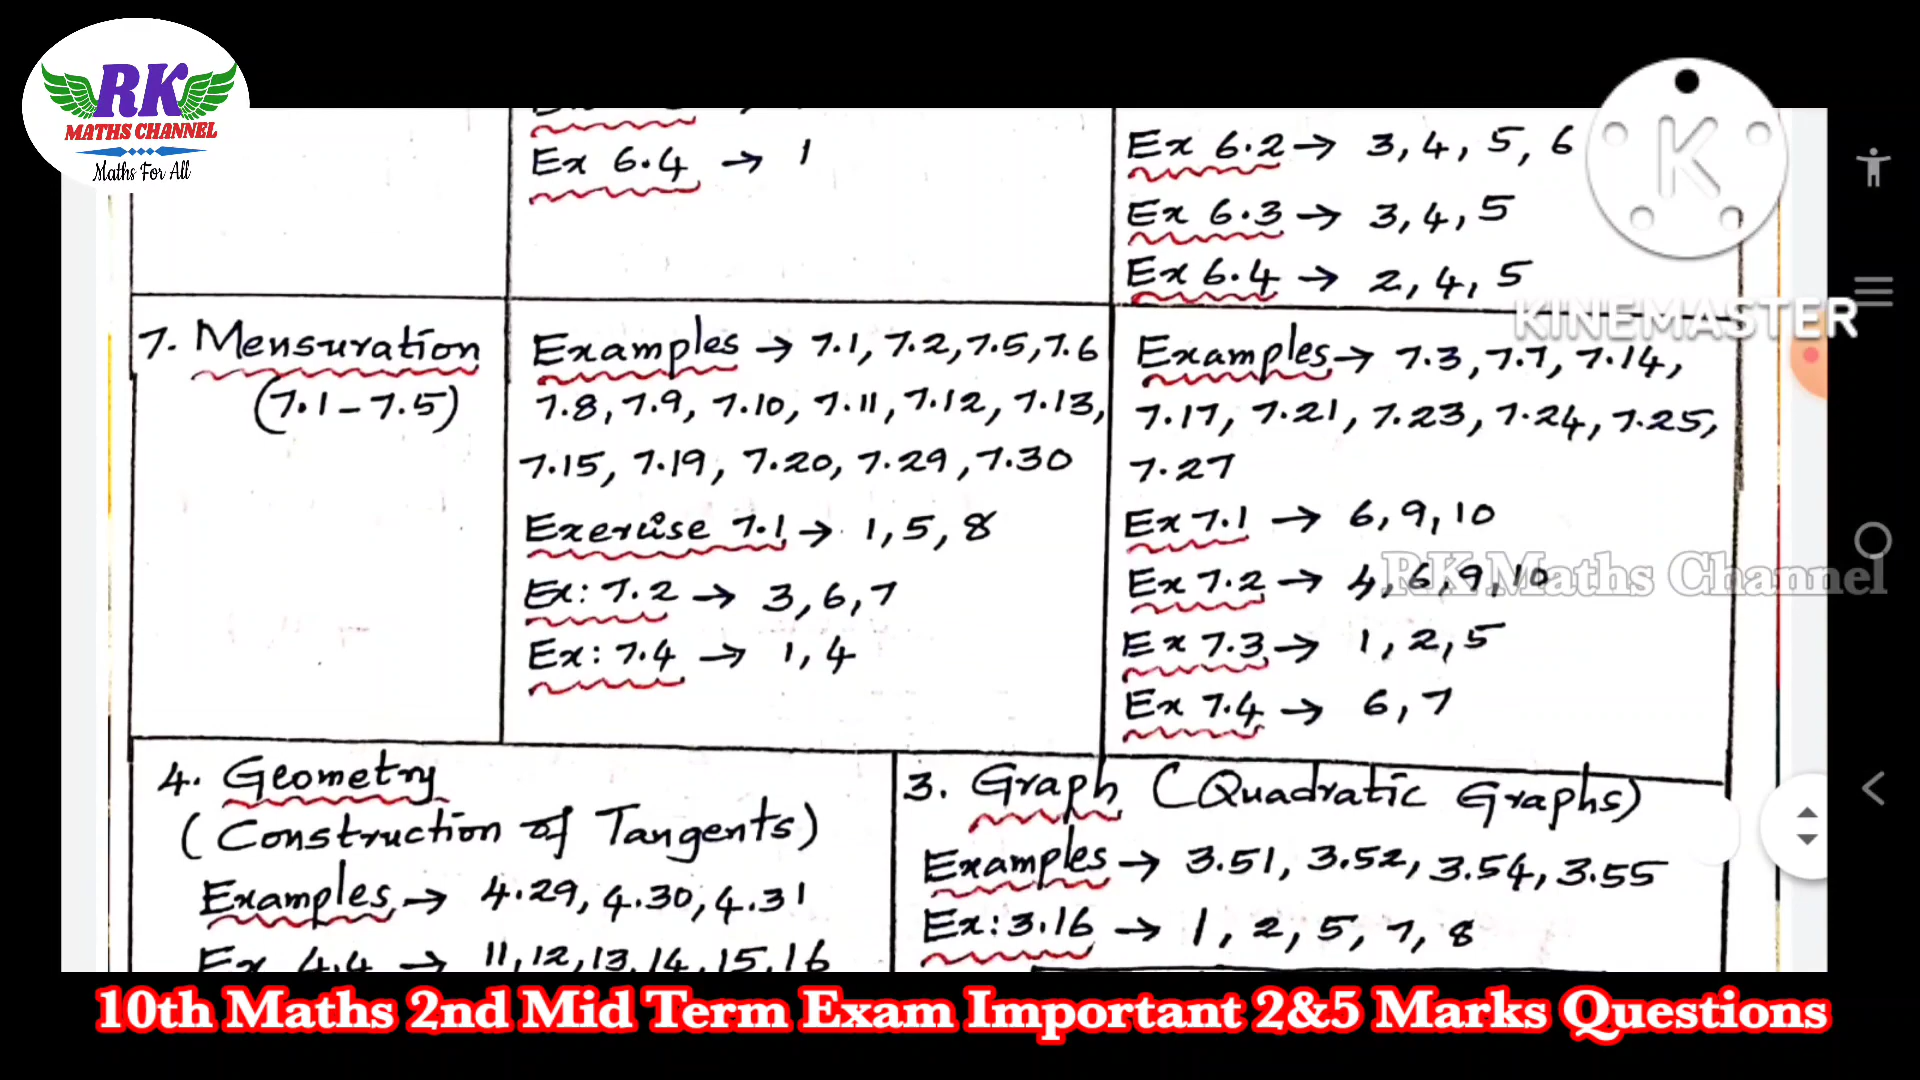 RK
MATHS CHANNEL
Maths For All
Ex 6.4 → 1
Ex 6.2 → 3, 4, 5, 6
Ex 6.3 → 3, 4, 5
Ex 6.4 → 2, 4, 5
K
KINEMASTER
7. Mensuration
(7.1 - 7.5)
Examples → 7.1, 7.2, 7.5, 7.6
7.8, 7.9, 7.10, 7.11, 7.12, 7.13,
7.15, 7.19, 7.20, 7.29, 7.30
Exercise 7.1 → 1, 5, 8
Ex: 7.2 → 3, 6, 7
Ex: 7.4 → 1, 4
Examples → 7.3, 7.7, 7.14,
7.17, 7.21, 7.23, 7.24, 7.25,
7.27
Ex 7.1 → 6, 9, 10
Ex 7.2 → 4, 6, 9, 10
RK Maths Channel
Ex 7.3 → 1, 2, 5
Ex 7.4 → 6, 7
4. Geometry
(Construction of Tangents)
Examples → 4.29, 4.30, 4.31
Ex 4.4 → 11, 12, 13, 14, 15, 16
3. Graph (Quadratic Graphs)
Examples → 3.51, 3.52, 3.54, 3.55
Ex: 3.16 → 1, 2, 5, 7, 8
10th Maths 2nd Mid Term Exam Important 2&5 Marks Questions